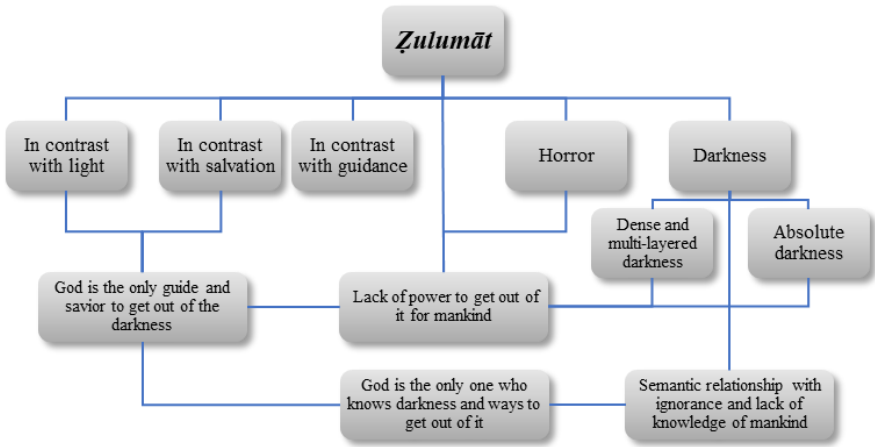 Ẓulumāt
In contrast
with light
In contrast
with salvation
In contrast
with guidance
Horror
Darkness
Dense and
multi-layered
darkness
Absolute
darkness
God is the only guide and
savior to get out of the
darkness
Lack of power to get out of
it for mankind
God is the only one who
knows darkness and ways to
get out of it
Semantic relationship with
ignorance and lack of
knowledge of mankind